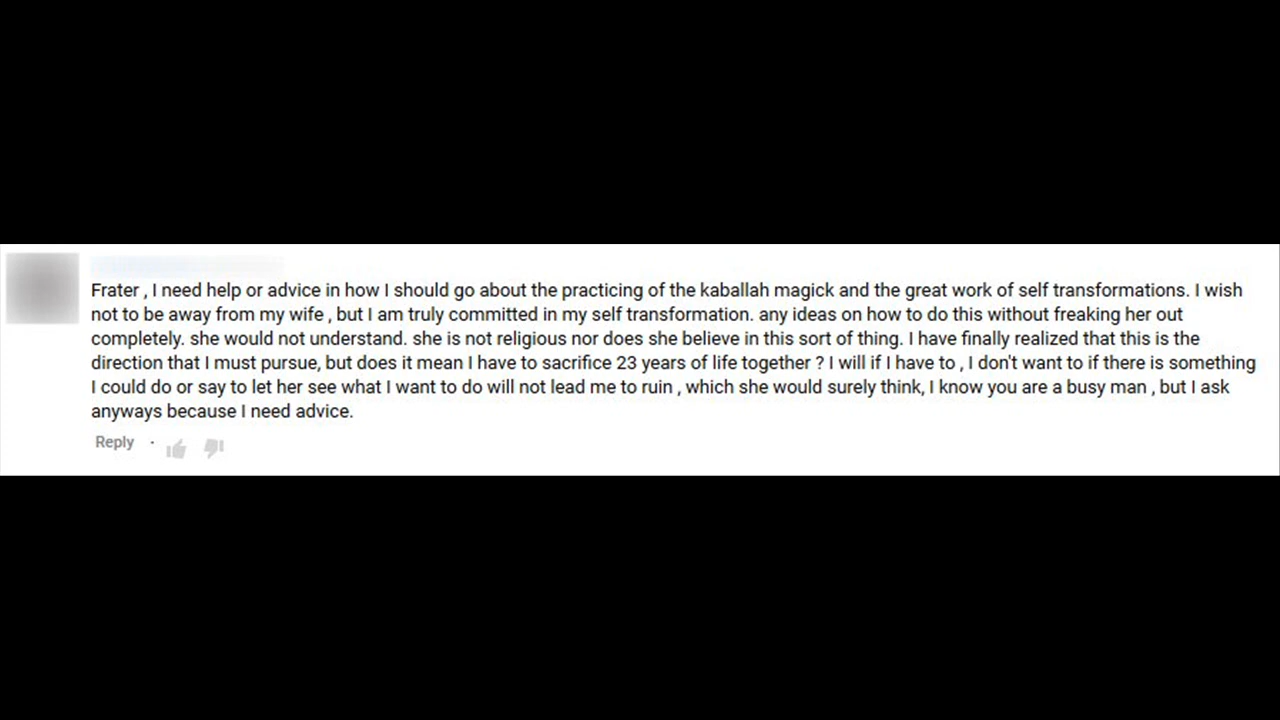 Frater , I need help or advice in how I should go about the practicing of the kaballah magick and the great work of self transformations. I wish
not to be away from my wife , but I am truly committed in my self transformation. any ideas on how to do this without freaking her out
completely. she would not understand. she is not religious nor does she believe in this sort of thing. I have finally realized that this is the
direction that I must pursue, but does it mean I have to sacrifice 23 years of life together ? I will if I have to , I don't want to if there is something
I could do or say to let her see what I want to do will not lead me to ruin , which she would surely think, I know you are a busy man , but I ask
anyways because I need advice.
Reply ·